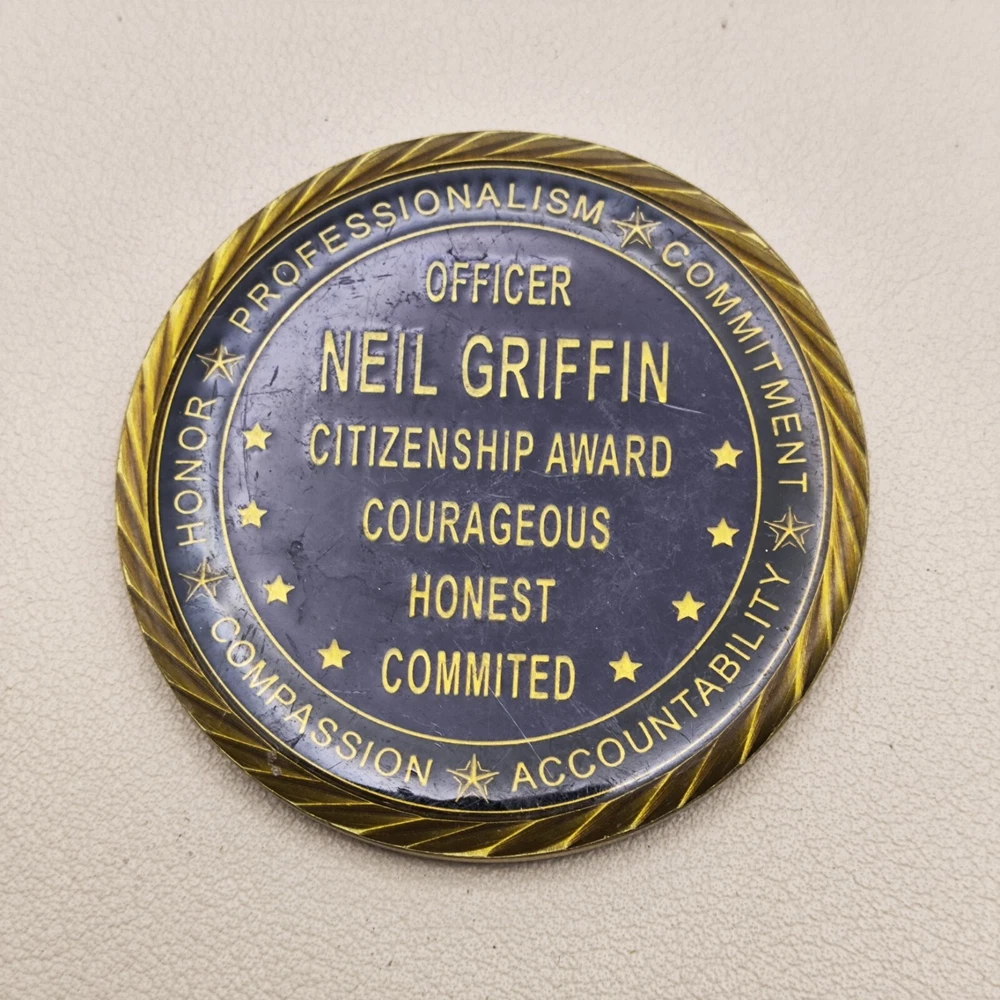 HONOR PROFESSIONALISM COMMITMENT ACCOUNTABILITY COMPASSION
OFFICER
NEIL GRIFFIN
CITIZENSHIP AWARD
COURAGEOUS
HONEST
COMMITED